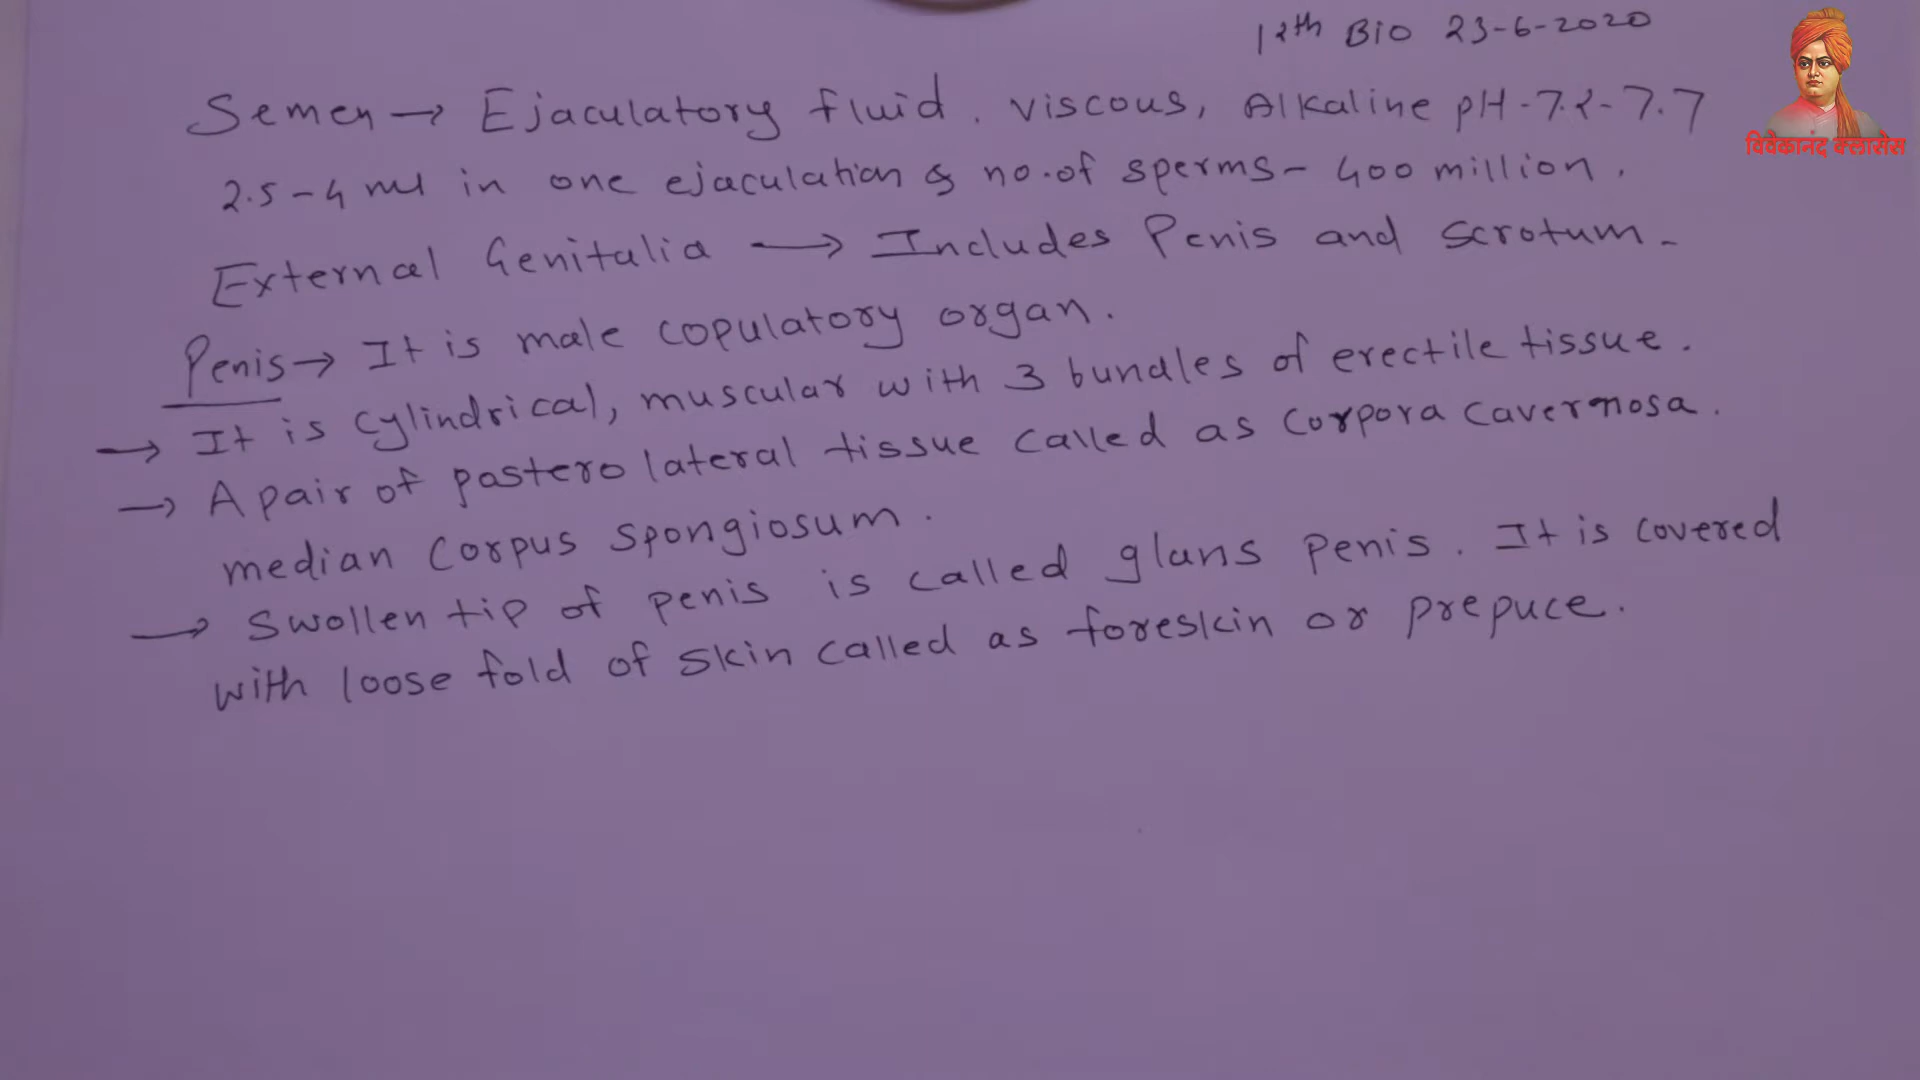 12th Bio 23-6-2020
विवेकानंद क्लासेस
Semen → Ejaculatory fluid. viscous, Alkaline pH-7.2-7.7
2.5-4 ml in one ejaculation & no.of sperms- 400 million.
External Genitalia → Includes Penis and scrotum-
Penis → It is male copulatory organ.
→ It is cylindrical, muscular with 3 bundles of erectile tissue.
→ A pair of postero lateral tissue called as corpora cavernosa.
median corpus spongiosum.
→ Swollen tip of penis is called glans penis. It is covered
with loose fold of skin called as foreskin or prepuce.